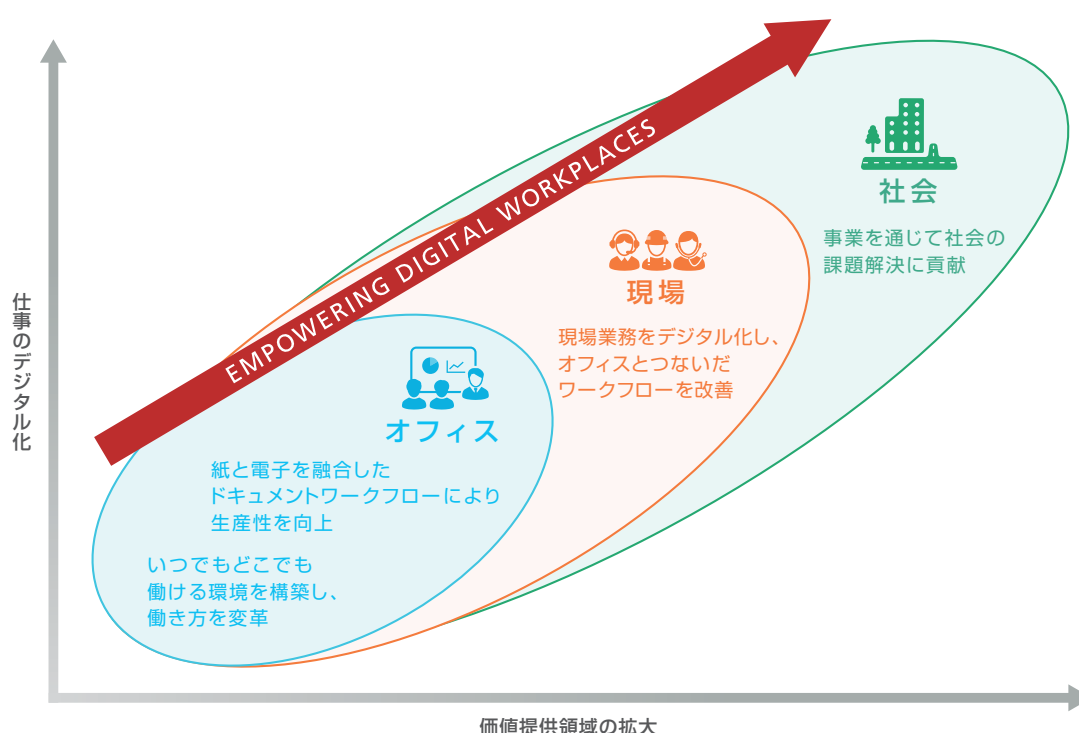 EMPOWERING DIGITAL WORKPLACES
社会
事業を通じて社会の
課題解決に貢献
現場
現場業務をデジタル化し、
オフィスとつないだ
ワークフローを改善
オフィス
紙と電子を融合した
ドキュメントワークフローにより
生産性を向上
いつでもどこでも
働ける環境を構築し、
働き方を変革
仕事のデジタル化
価値提供領域の拡大